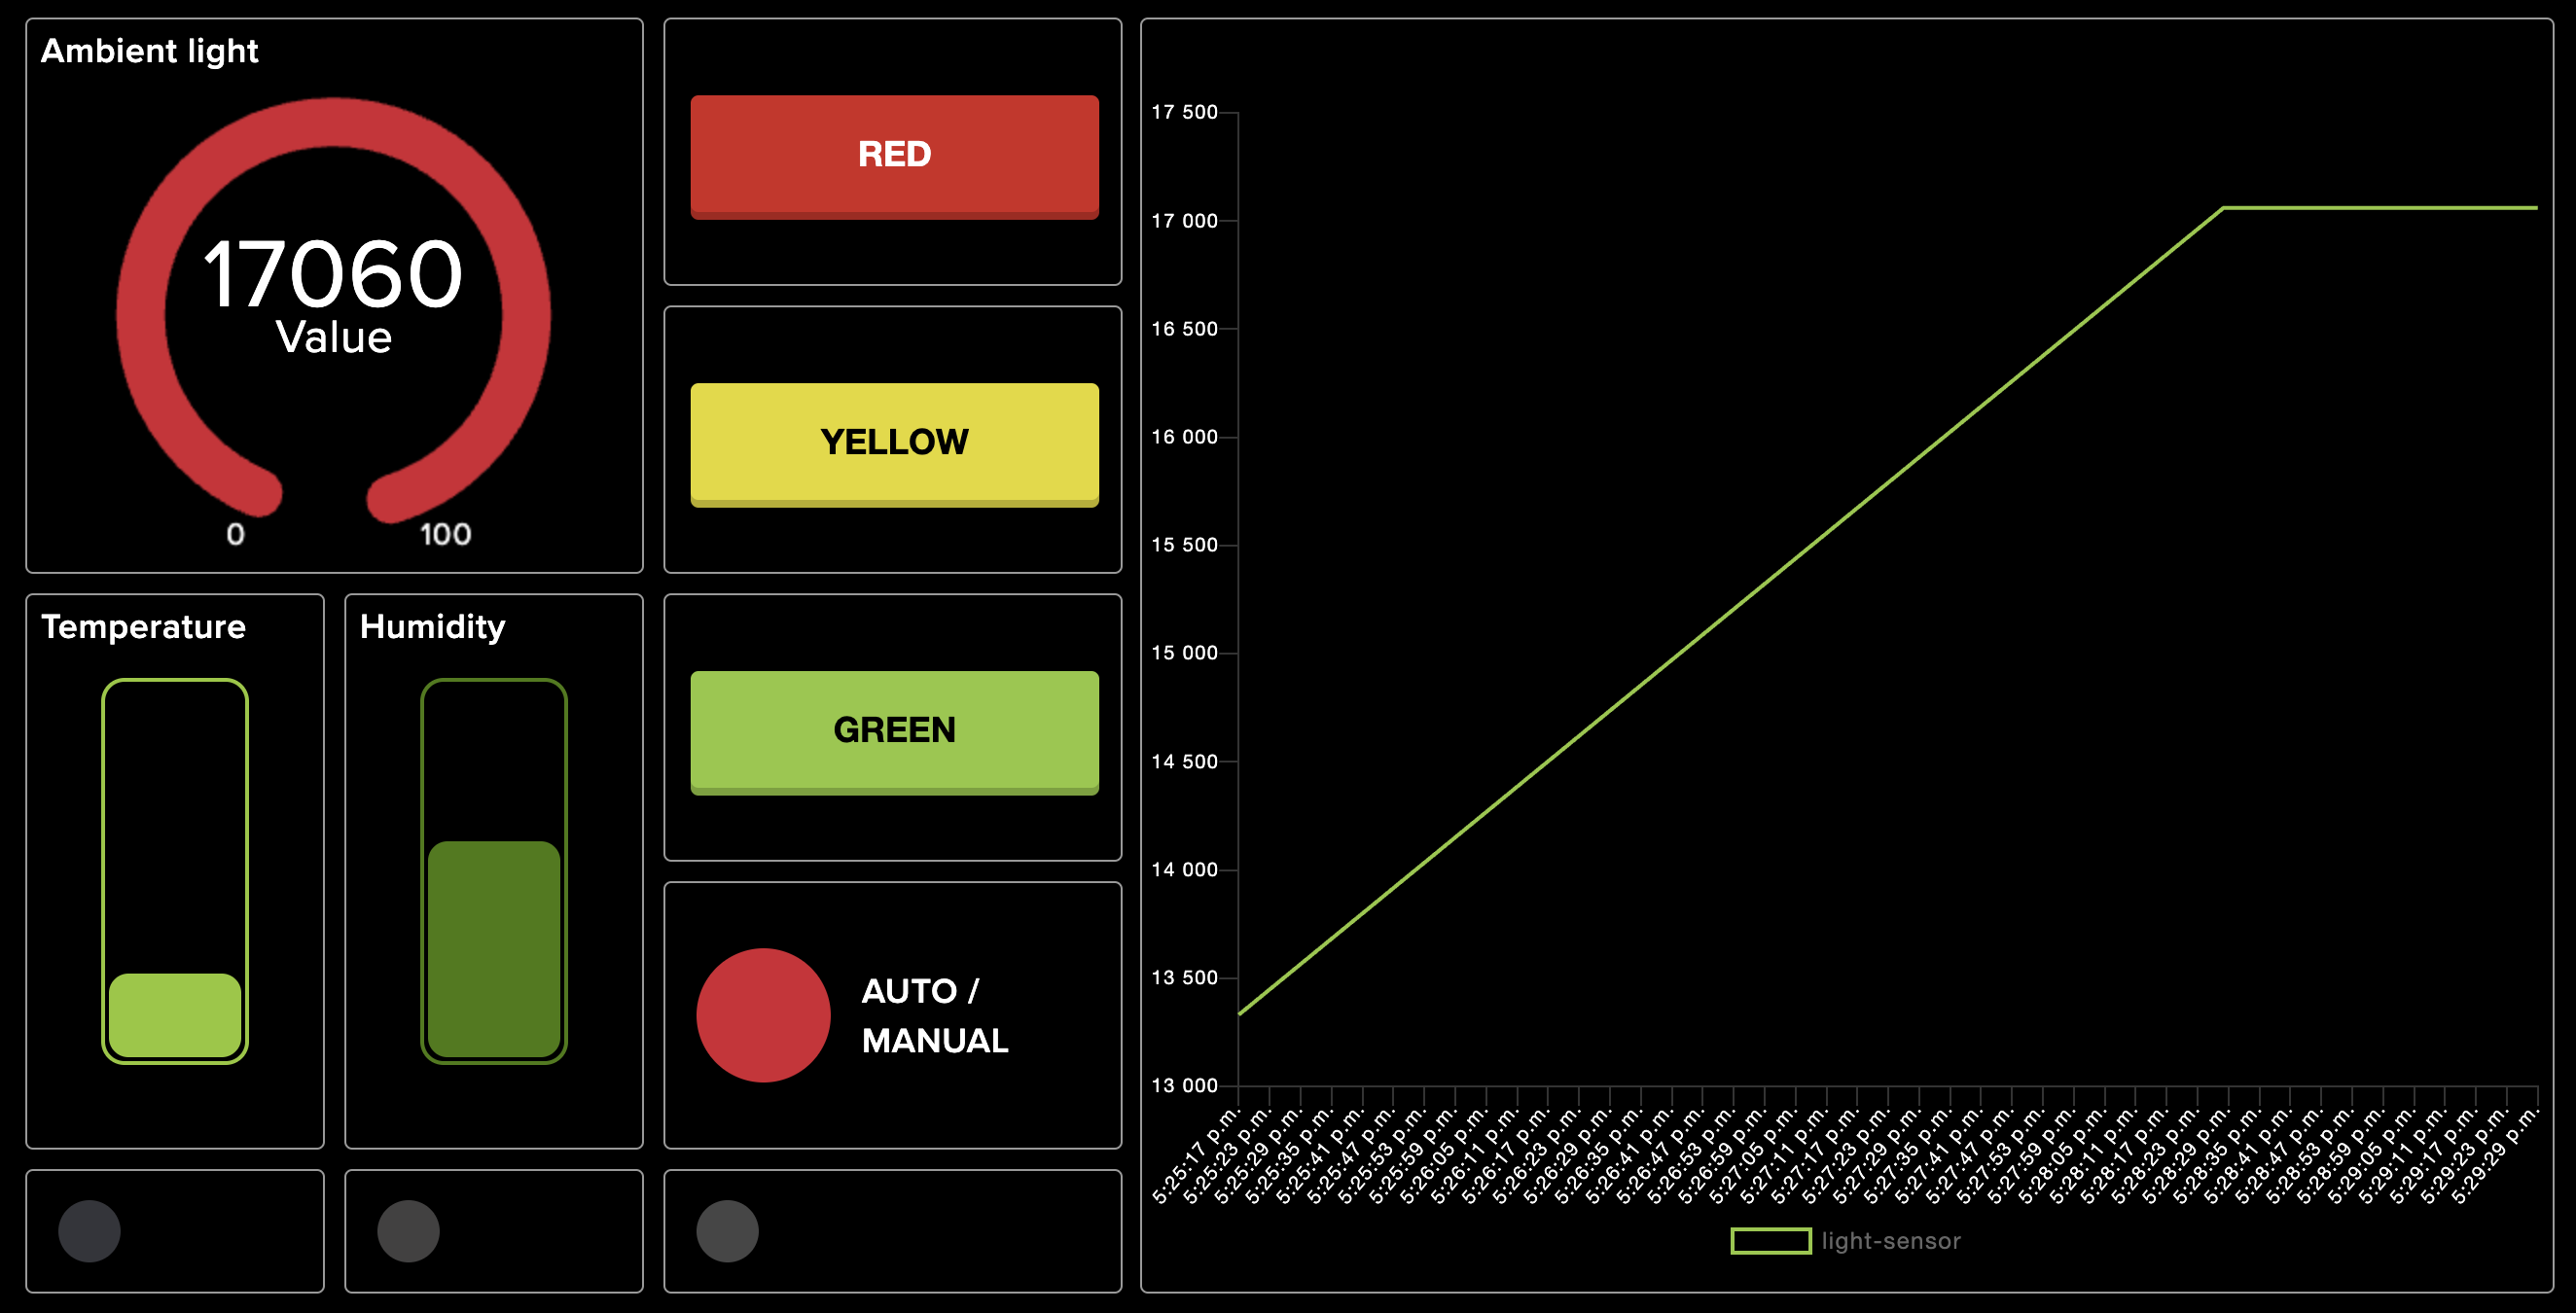 Ambient light
17060
Value
0
100
Temperature
Humidity
RED
YELLOW
GREEN
AUTO /
MANUAL
17 500
17 000
16 500
16 000
15 500
15 000
14 500
14 000
13 500
13 000
5:25:17 p.m.
5:25:23 p.m.
5:25:29 p.m.
5:25:35 p.m.
5:25:41 p.m.
5:25:47 p.m.
5:25:53 p.m.
5:25:59 p.m.
5:26:05 p.m.
5:26:11 p.m.
5:26:17 p.m.
5:26:23 p.m.
5:26:29 p.m.
5:26:35 p.m.
5:26:41 p.m.
5:26:47 p.m.
5:26:53 p.m.
5:26:59 p.m.
5:27:05 p.m.
5:27:11 p.m.
5:27:17 p.m.
5:27:23 p.m.
5:27:29 p.m.
5:27:35 p.m.
5:27:41 p.m.
5:27:47 p.m.
5:27:53 p.m.
5:27:59 p.m.
5:28:05 p.m.
5:28:11 p.m.
5:28:17 p.m.
5:28:23 p.m.
5:28:29 p.m.
5:28:35 p.m.
5:28:41 p.m.
5:28:47 p.m.
5:28:53 p.m.
5:28:59 p.m.
5:29:05 p.m.
5:29:11 p.m.
5:29:17 p.m.
5:29:23 p.m.
5:29:29 p.m.
light-sensor